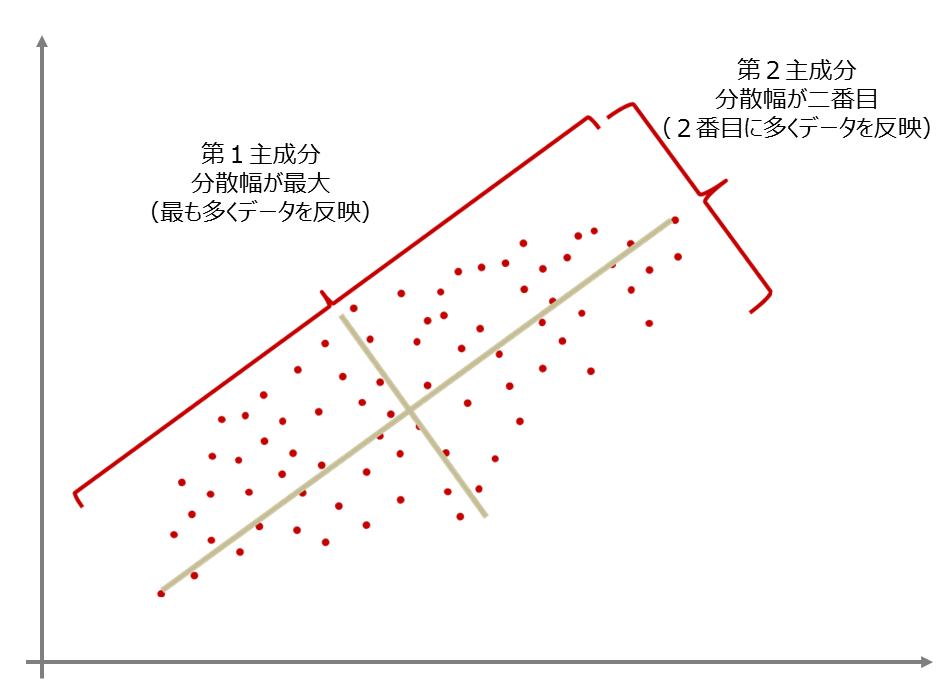 第１主成分
分散幅が最大
（最も多くデータを反映）
第２主成分
分散幅が二番目
（２番目に多くデータを反映）